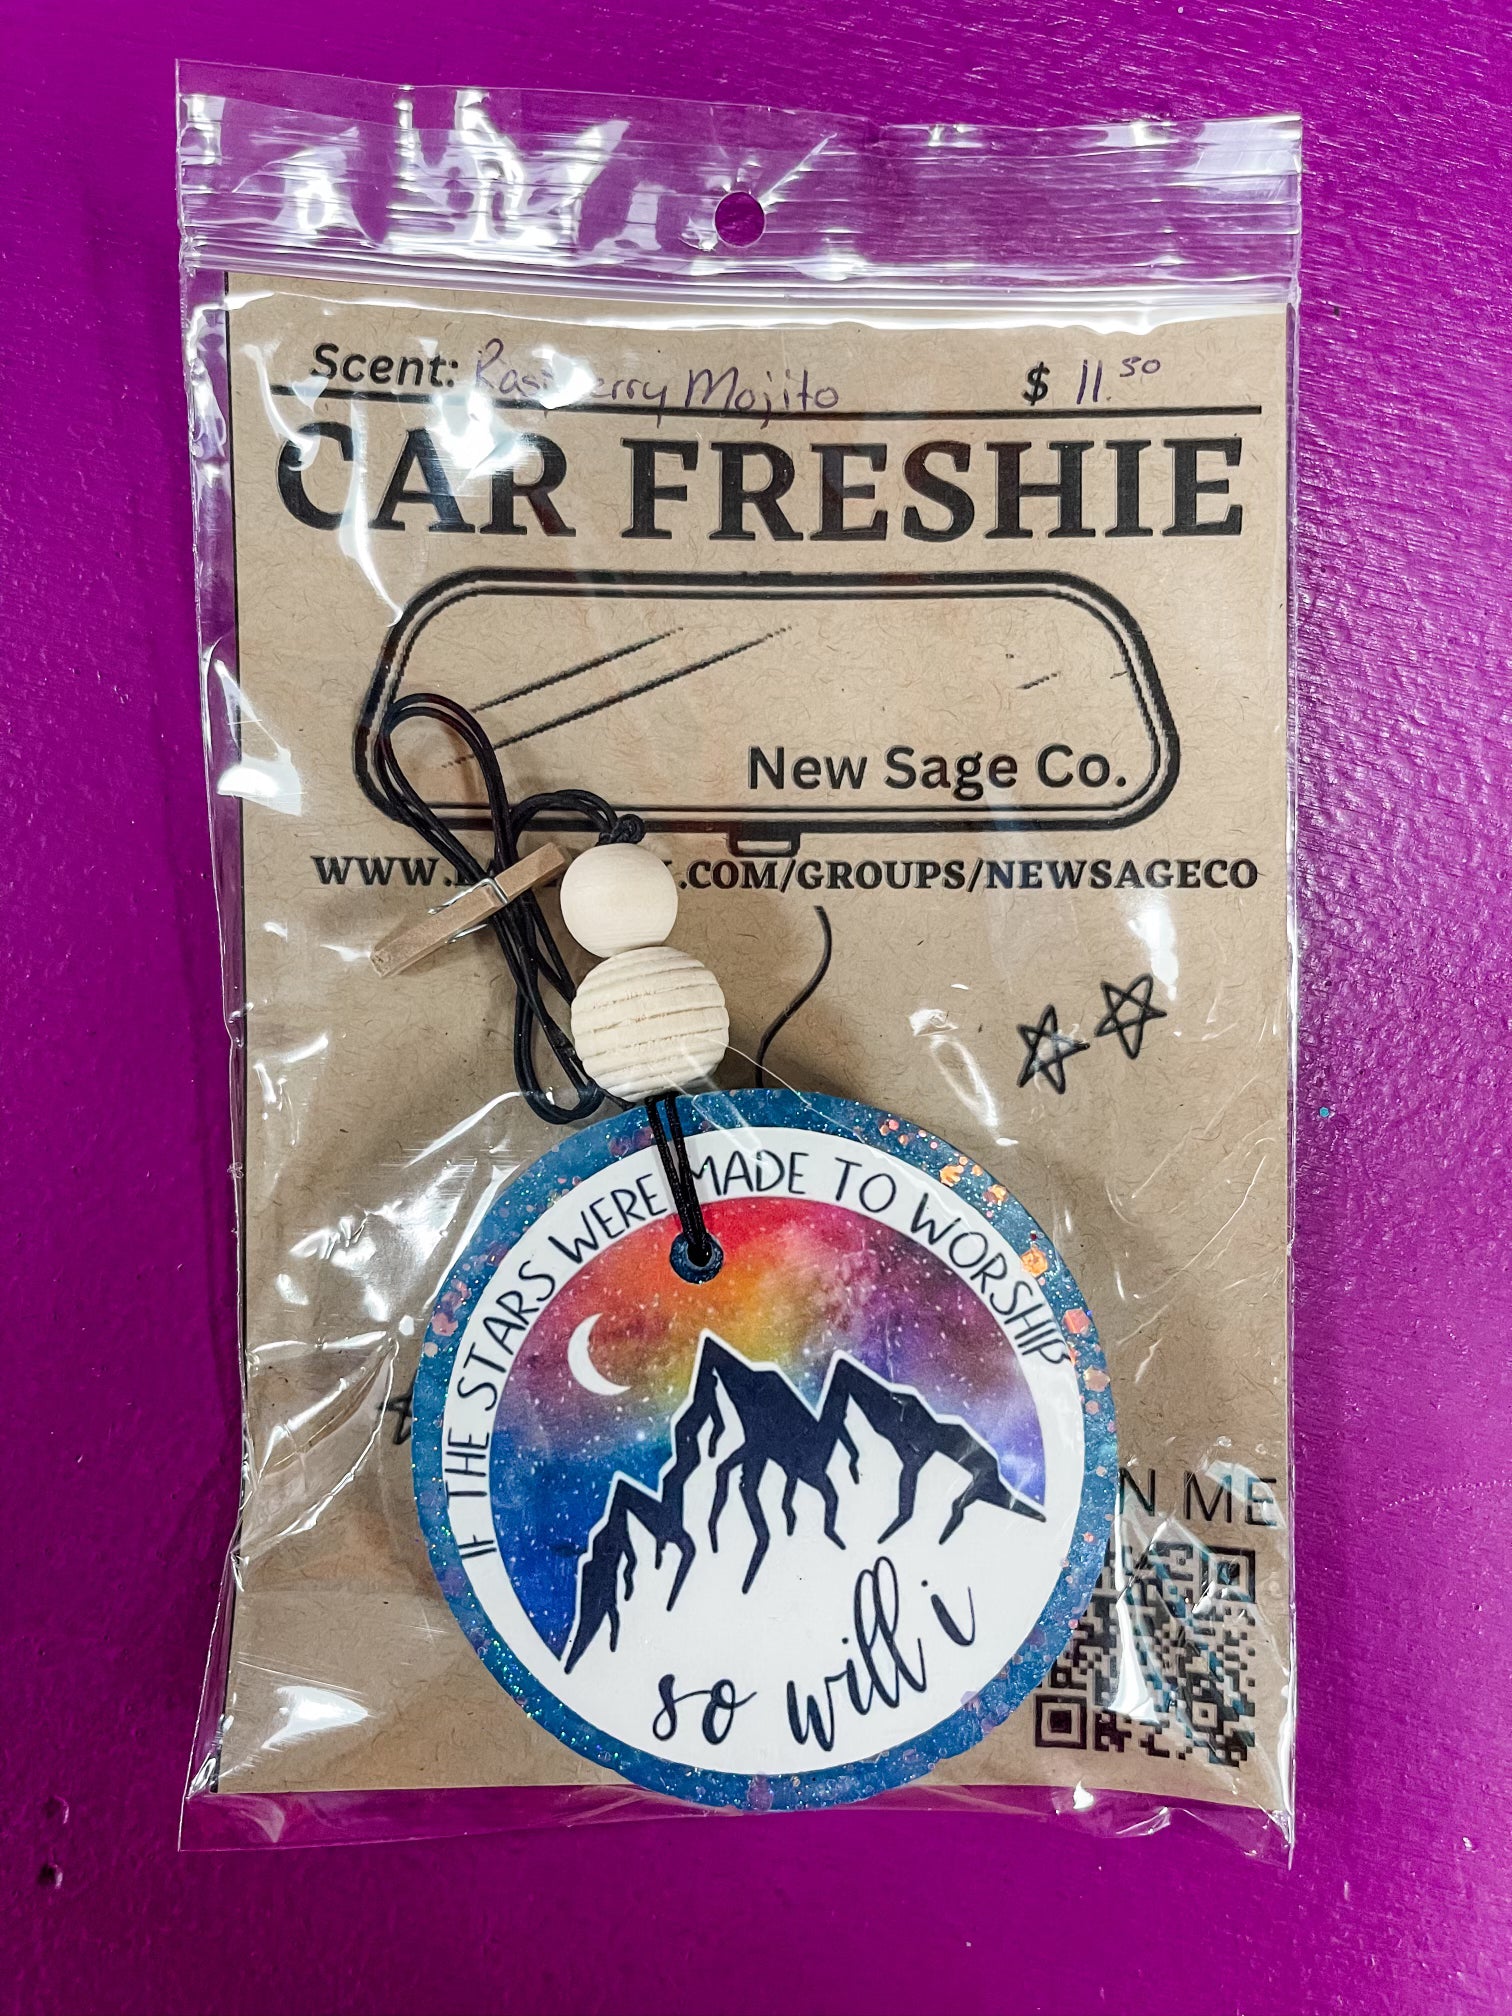 Scent: Raspberry Mojito $ 11.50
CAR FRESHIE
New Sage Co.
.COM/GROUPS/NEWSAGECO
IF THE STARS WERE MADE TO WORSHIP
so will i
ME